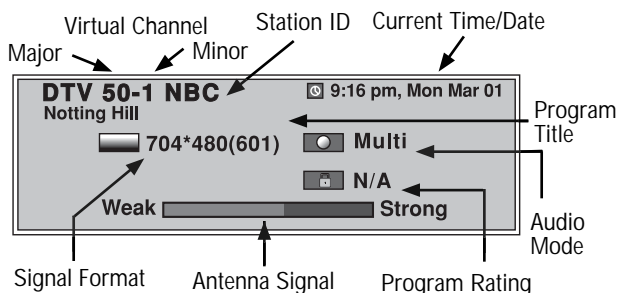 Virtual Channel
Station ID
Current Time/Date
Major
Minor
DTV 50-1 NBC
9:16 pm, Mon Mar 01
Notting Hill
Program
Title
704*480(601)
Multi
N/A
Weak
Strong
Audio
Mode
Signal Format
Antenna Signal
Program Rating